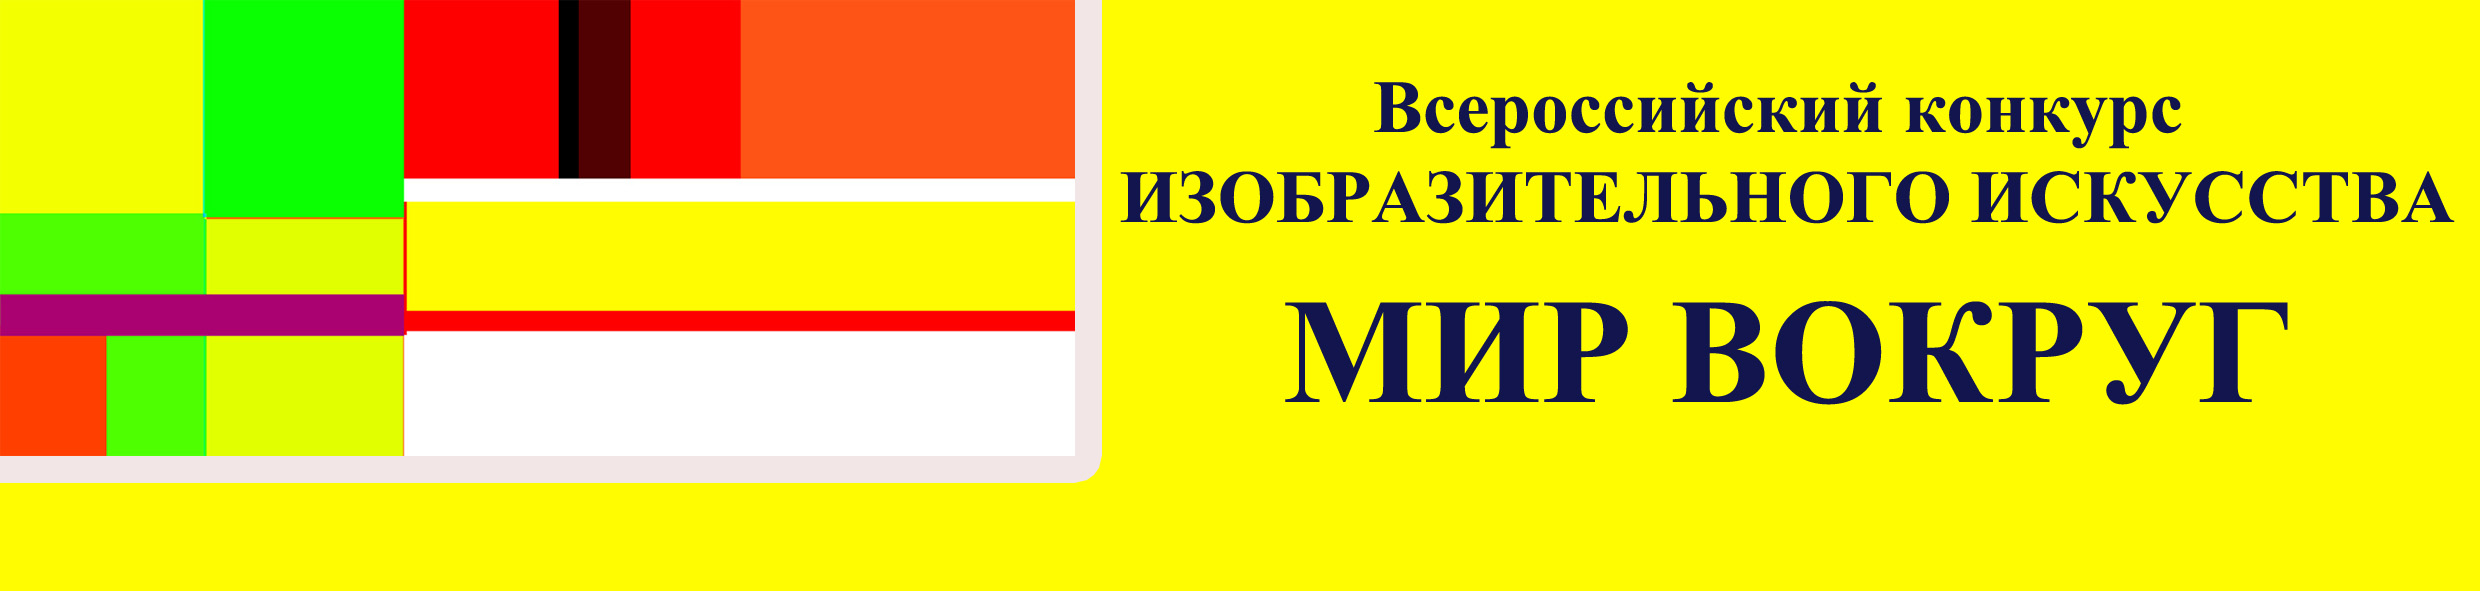 Всероссийский конкурс
ИЗОБРАЗИТЕЛЬНОГО ИСКУССТВА
МИР ВОКРУГ